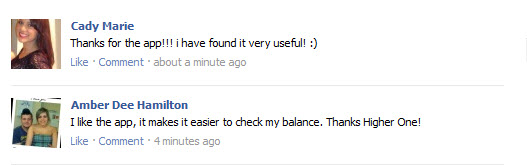 Cady Marie
Thanks for the app!!! i have found it very useful! :)
Like · Comment · about a minute ago
Amber Dee Hamilton
I like the app, it makes it easier to check my balance. Thanks Higher One!
Like · Comment · 4 minutes ago